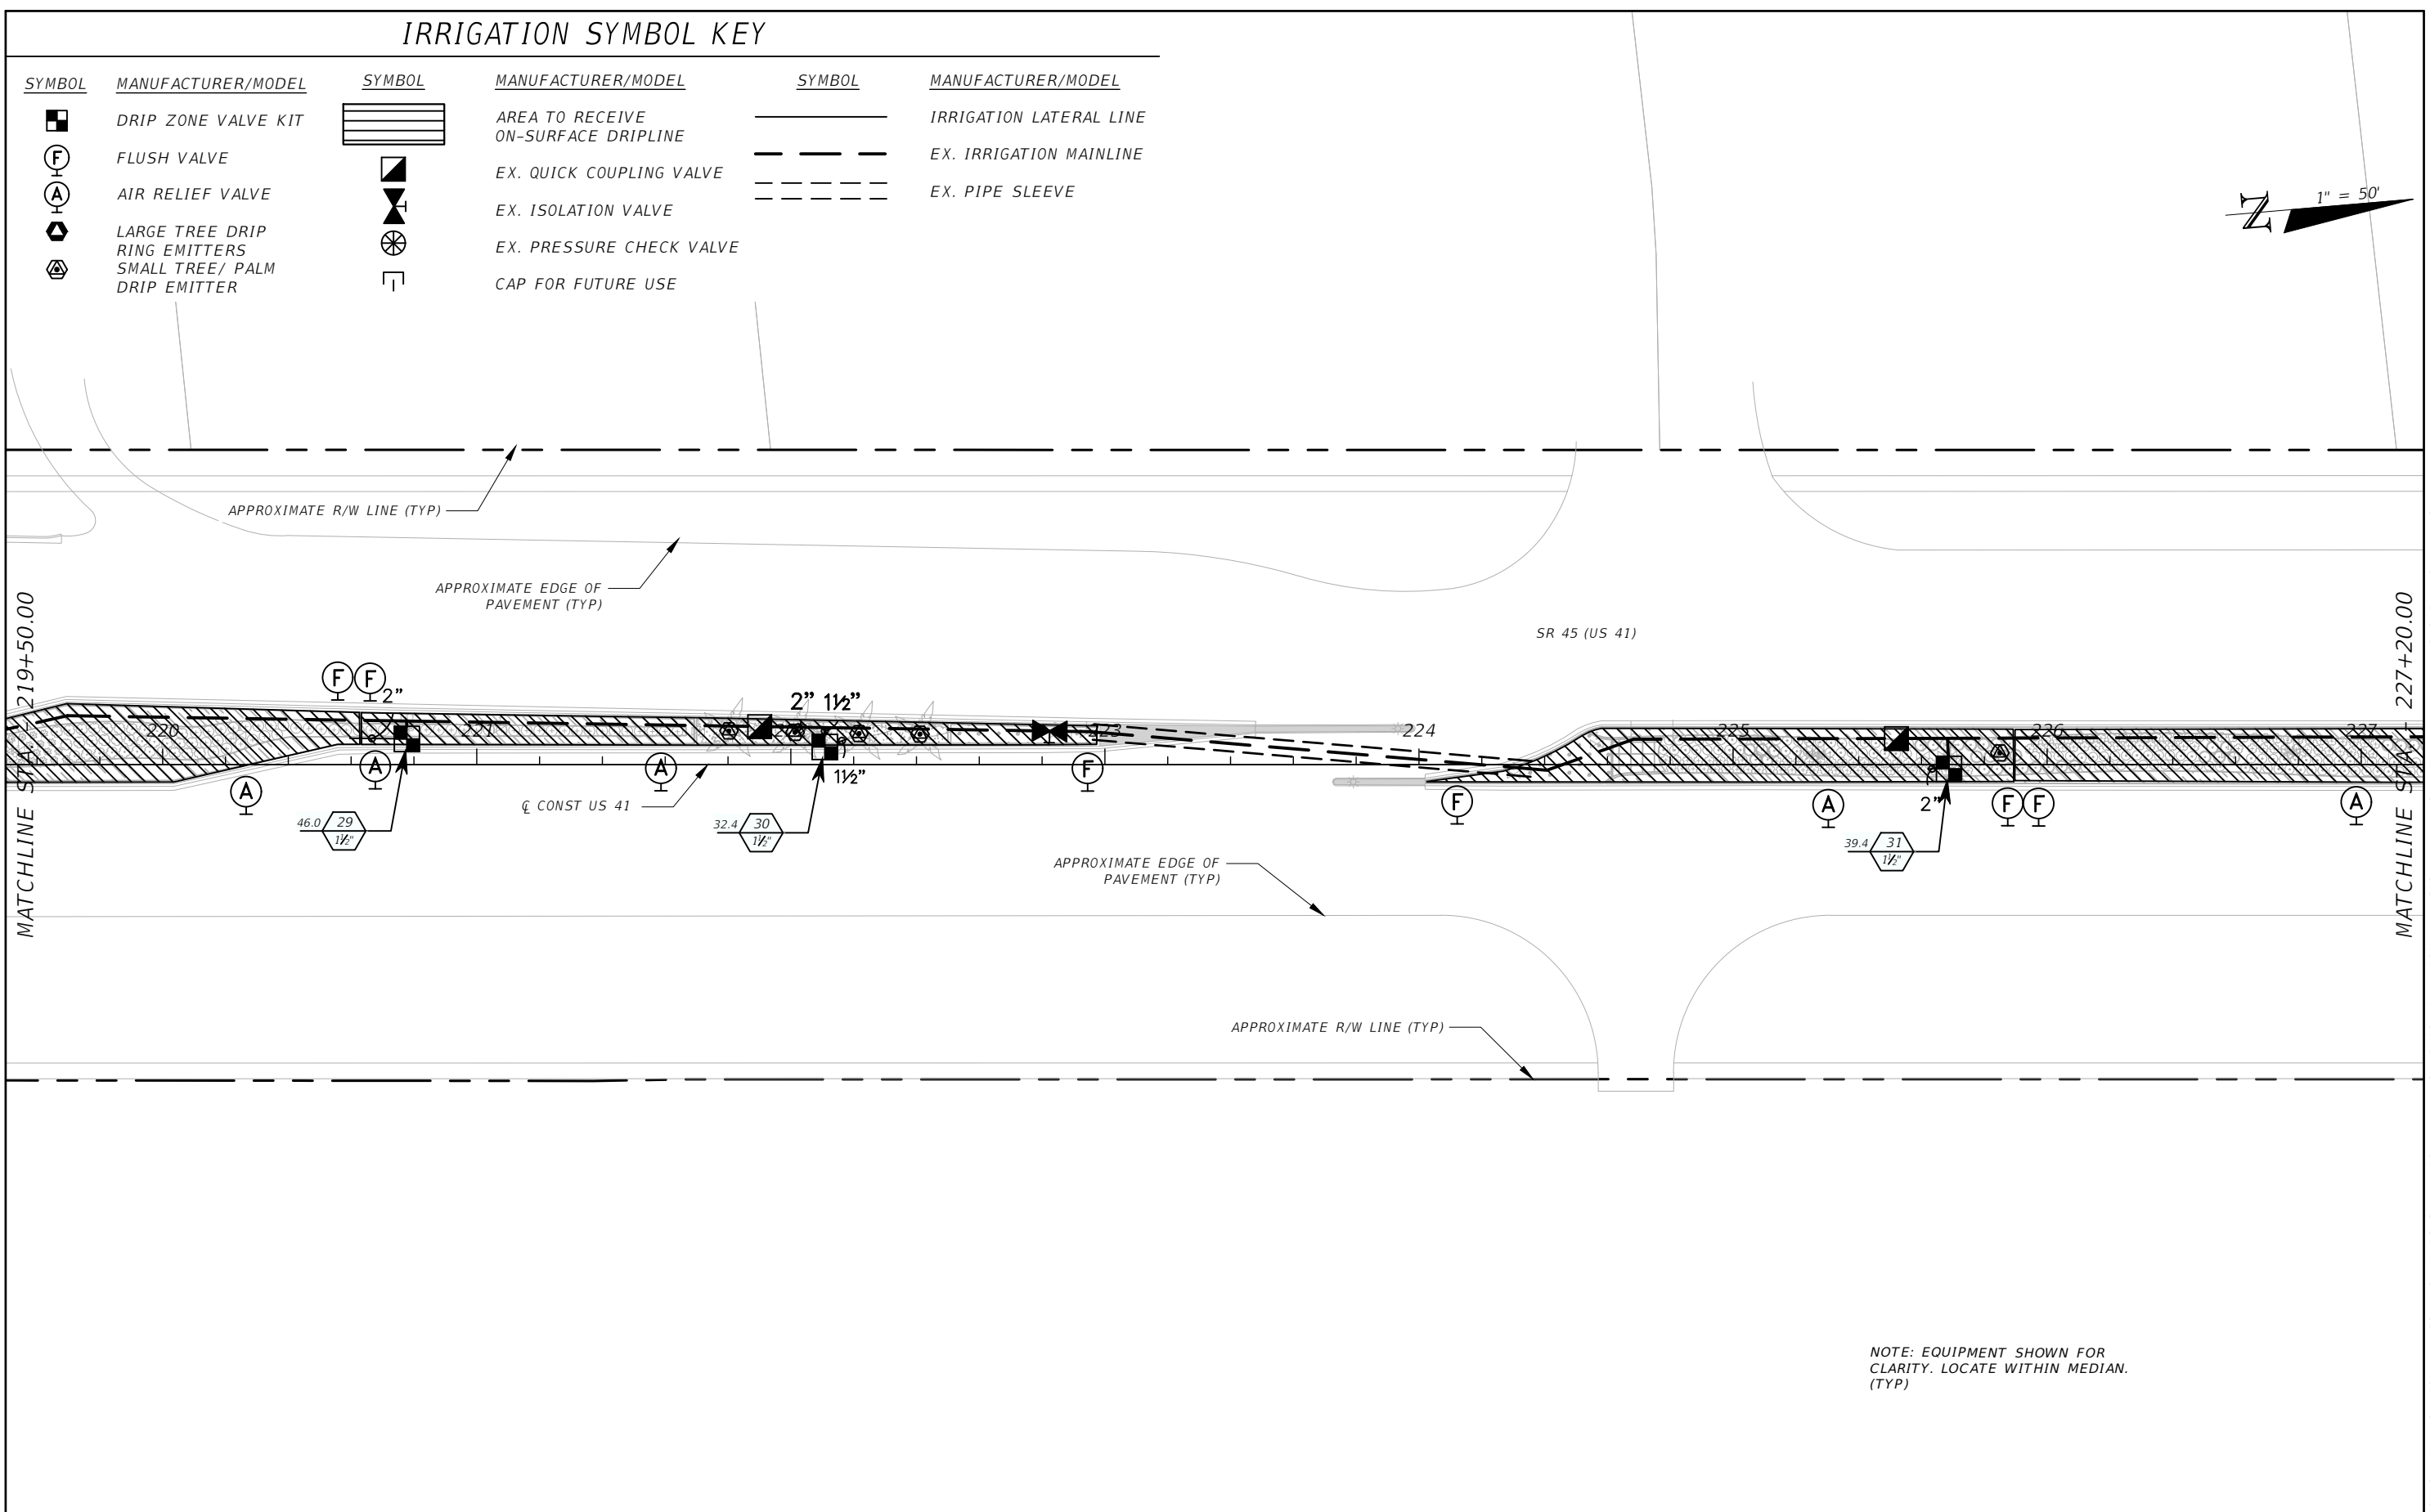 IRRIGATION SYMBOL KEY
SYMBOL MANUFACTURER/MODEL SYMBOL MANUFACTURER/MODEL SYMBOL MANUFACTURER/MODEL
DRIP ZONE VALVE KIT
F FLUSH VALVE
A AIR RELIEF VALVE
LARGE TREE DRIP
RING EMITTERS
SMALL TREE/ PALM
DRIP EMITTER
AREA TO RECEIVE
ON-SURFACE DRIPLINE
EX. QUICK COUPLING VALVE
EX. ISOLATION VALVE
EX. PRESSURE CHECK VALVE
CAP FOR FUTURE USE
IRRIGATION LATERAL LINE
EX. IRRIGATION MAINLINE
EX. PIPE SLEEVE
N 1" = 50'
APPROXIMATE R/W LINE (TYP)
APPROXIMATE EDGE OF
PAVEMENT (TYP)
SR 45 (US 41)
MATCHLINE STA. - 219+50.00
MATCHLINE STA. - 227+20.00
F F
2"
2" 1½"
220 221 223 224 225 226 227
A A A F
1½"
F A 2" F F A
℄ CONST US 41
46.0 29
1½"
32.4 30
1½"
39.4 31
1½"
APPROXIMATE EDGE OF
PAVEMENT (TYP)
APPROXIMATE R/W LINE (TYP)
NOTE: EQUIPMENT SHOWN FOR
CLARITY. LOCATE WITHIN MEDIAN.
(TYP)